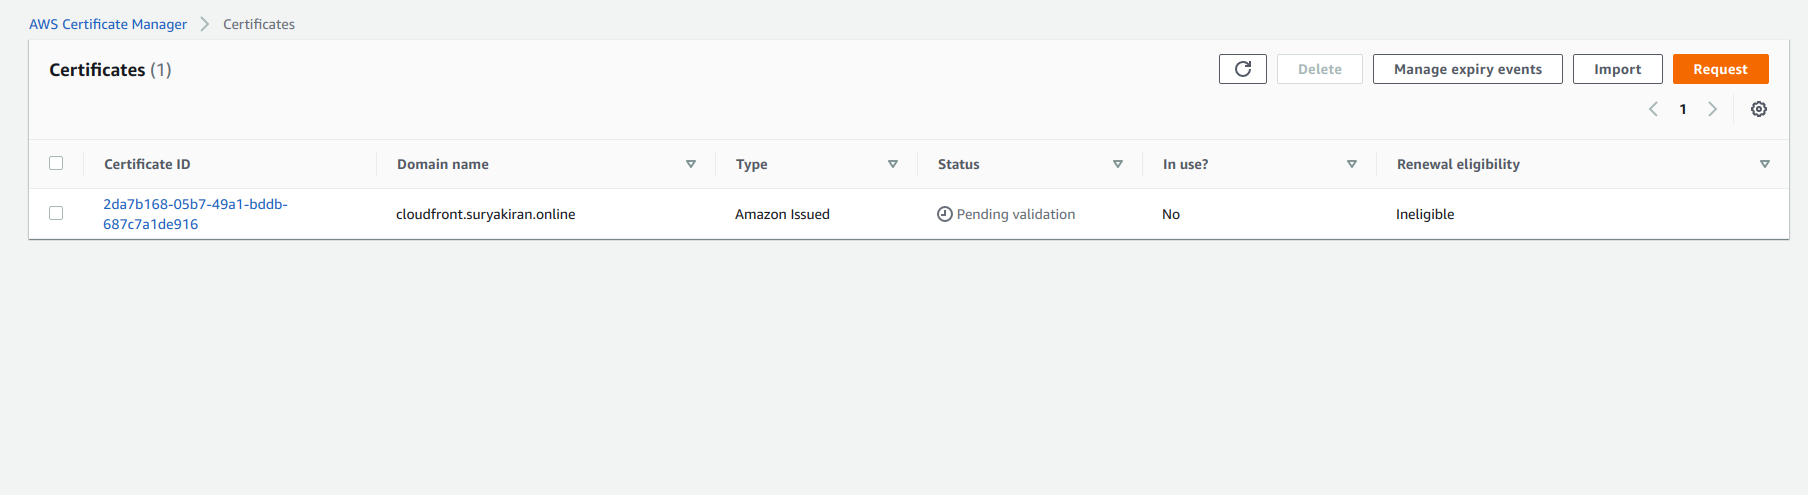 AWS Certificate Manager > Certificates
Certificates (1)
Delete
Manage expiry events
Import
Request
1
Certificate ID Domain name Type Status In use? Renewal eligibility
2da7b168-05b7-49a1-bddb-
687c7a1de916
cloudfront.suryakiran.online Amazon Issued Pending validation No Ineligible